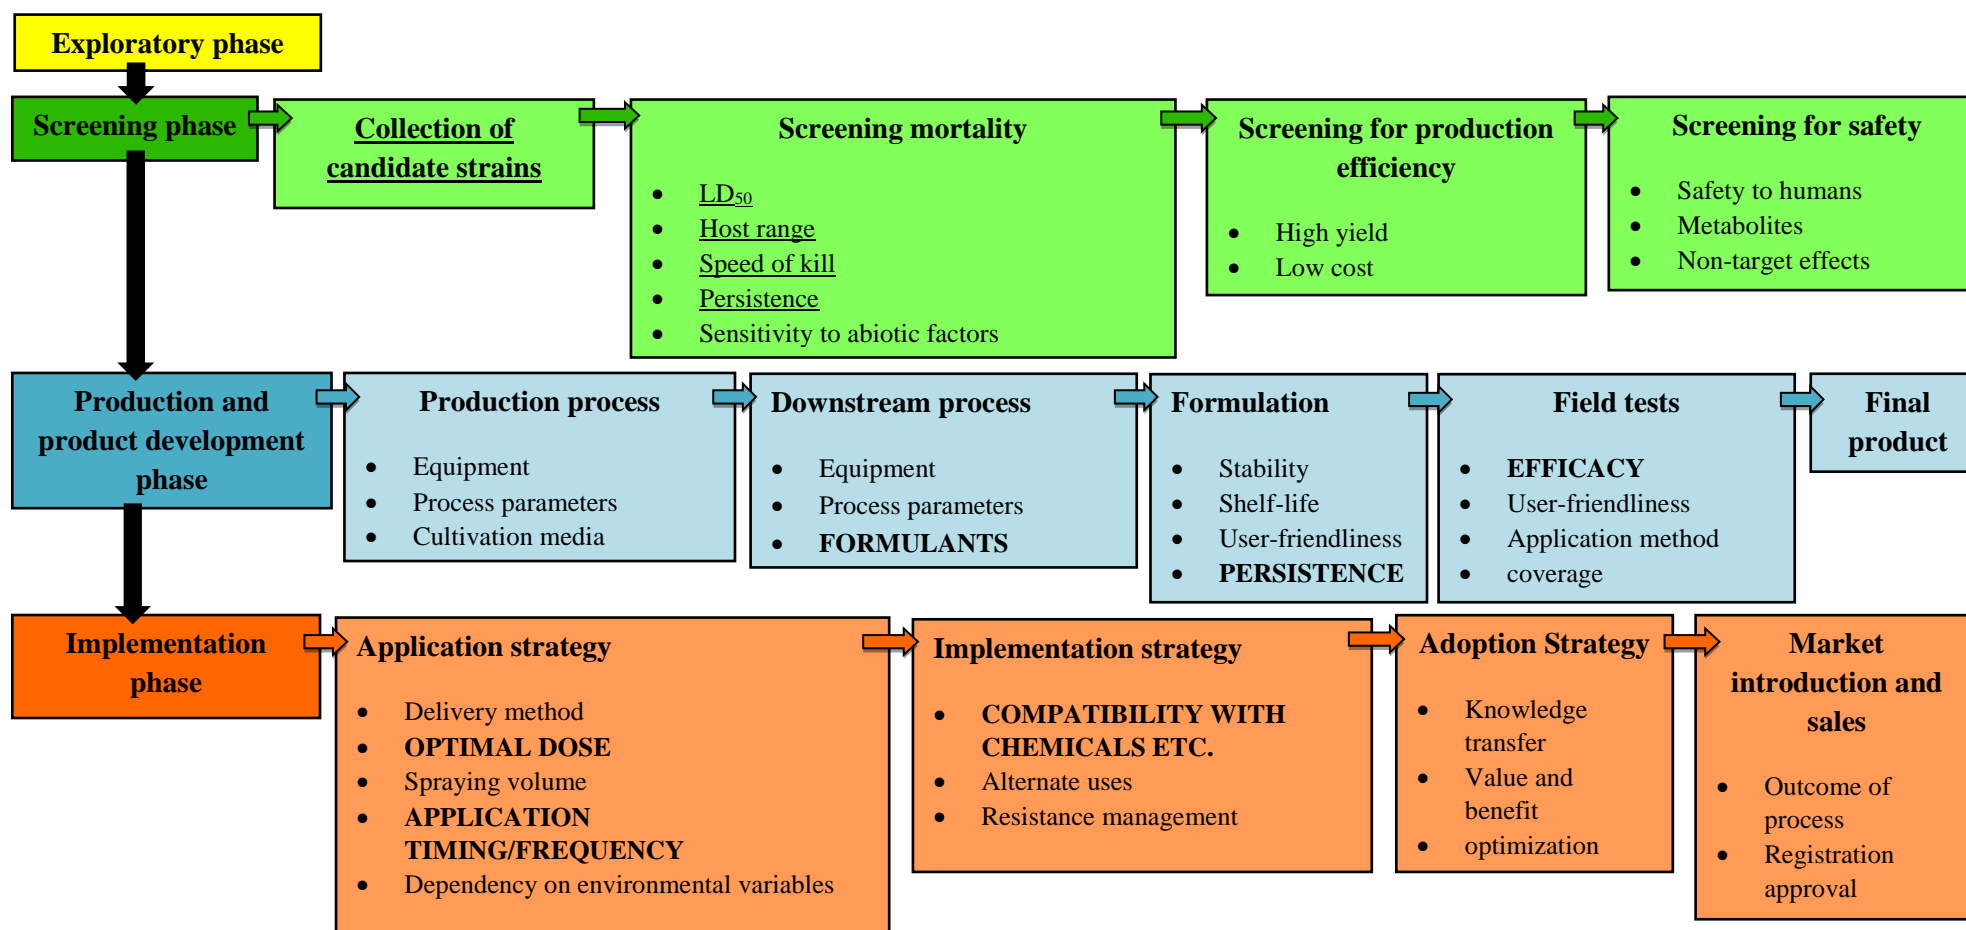 Exploratory phase
Screening phase
Collection of
candidate strains
Screening mortality
• LD50
• Host range
• Speed of kill
• Persistence
• Sensitivity to abiotic factors
Screening for production
efficiency
• High yield
• Low cost
Screening for safety
• Safety to humans
• Metabolites
• Non-target effects
Production and
product development
phase
Production process
• Equipment
• Process parameters
• Cultivation media
Downstream process
• Equipment
• Process parameters
• FORMULANTS
Formulation
• Stability
• Shelf-life
• User-friendliness
• PERSISTENCE
Field tests
• EFFICACY
• User-friendliness
• Application method
• coverage
Final
product
Implementation
phase
Application strategy
• Delivery method
• OPTIMAL DOSE
• Spraying volume
• APPLICATION
TIMING/FREQUENCY
• Dependency on environmental variables
Implementation strategy
• COMPATIBILITY WITH
CHEMICALS ETC.
• Alternate uses
• Resistance management
Adoption Strategy
• Knowledge
transfer
• Value and
benefit
• optimization
Market
introduction and
sales
• Outcome of
process
• Registration
approval